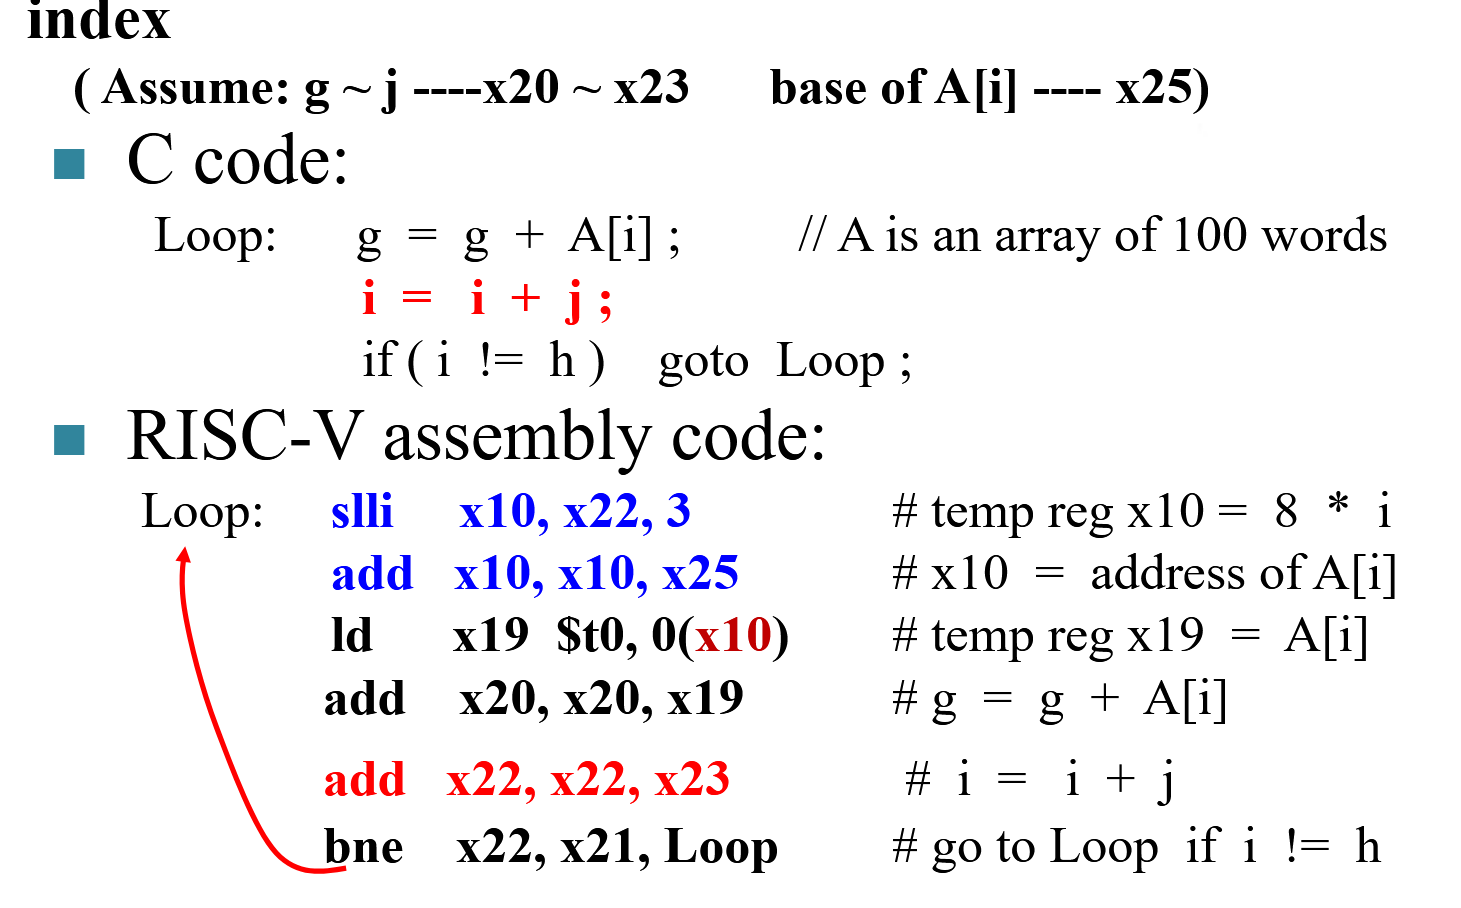 index
( Assume: g ~ j ----x20 ~ x23 base of A[i] ---- x25)
C code:
Loop: g = g + A[i] ; // A is an array of 100 words
i = i + j ;
if ( i != h ) goto Loop ;
RISC-V assembly code:
Loop: slli x10, x22, 3 # temp reg x10 = 8 * i
add x10, x10, x25 # x10 = address of A[i]
ld x19 $t0, 0(x10) # temp reg x19 = A[i]
add x20, x20, x19 # g = g + A[i]
add x22, x22, x23 # i = i + j
bne x22, x21, Loop # go to Loop if i != h